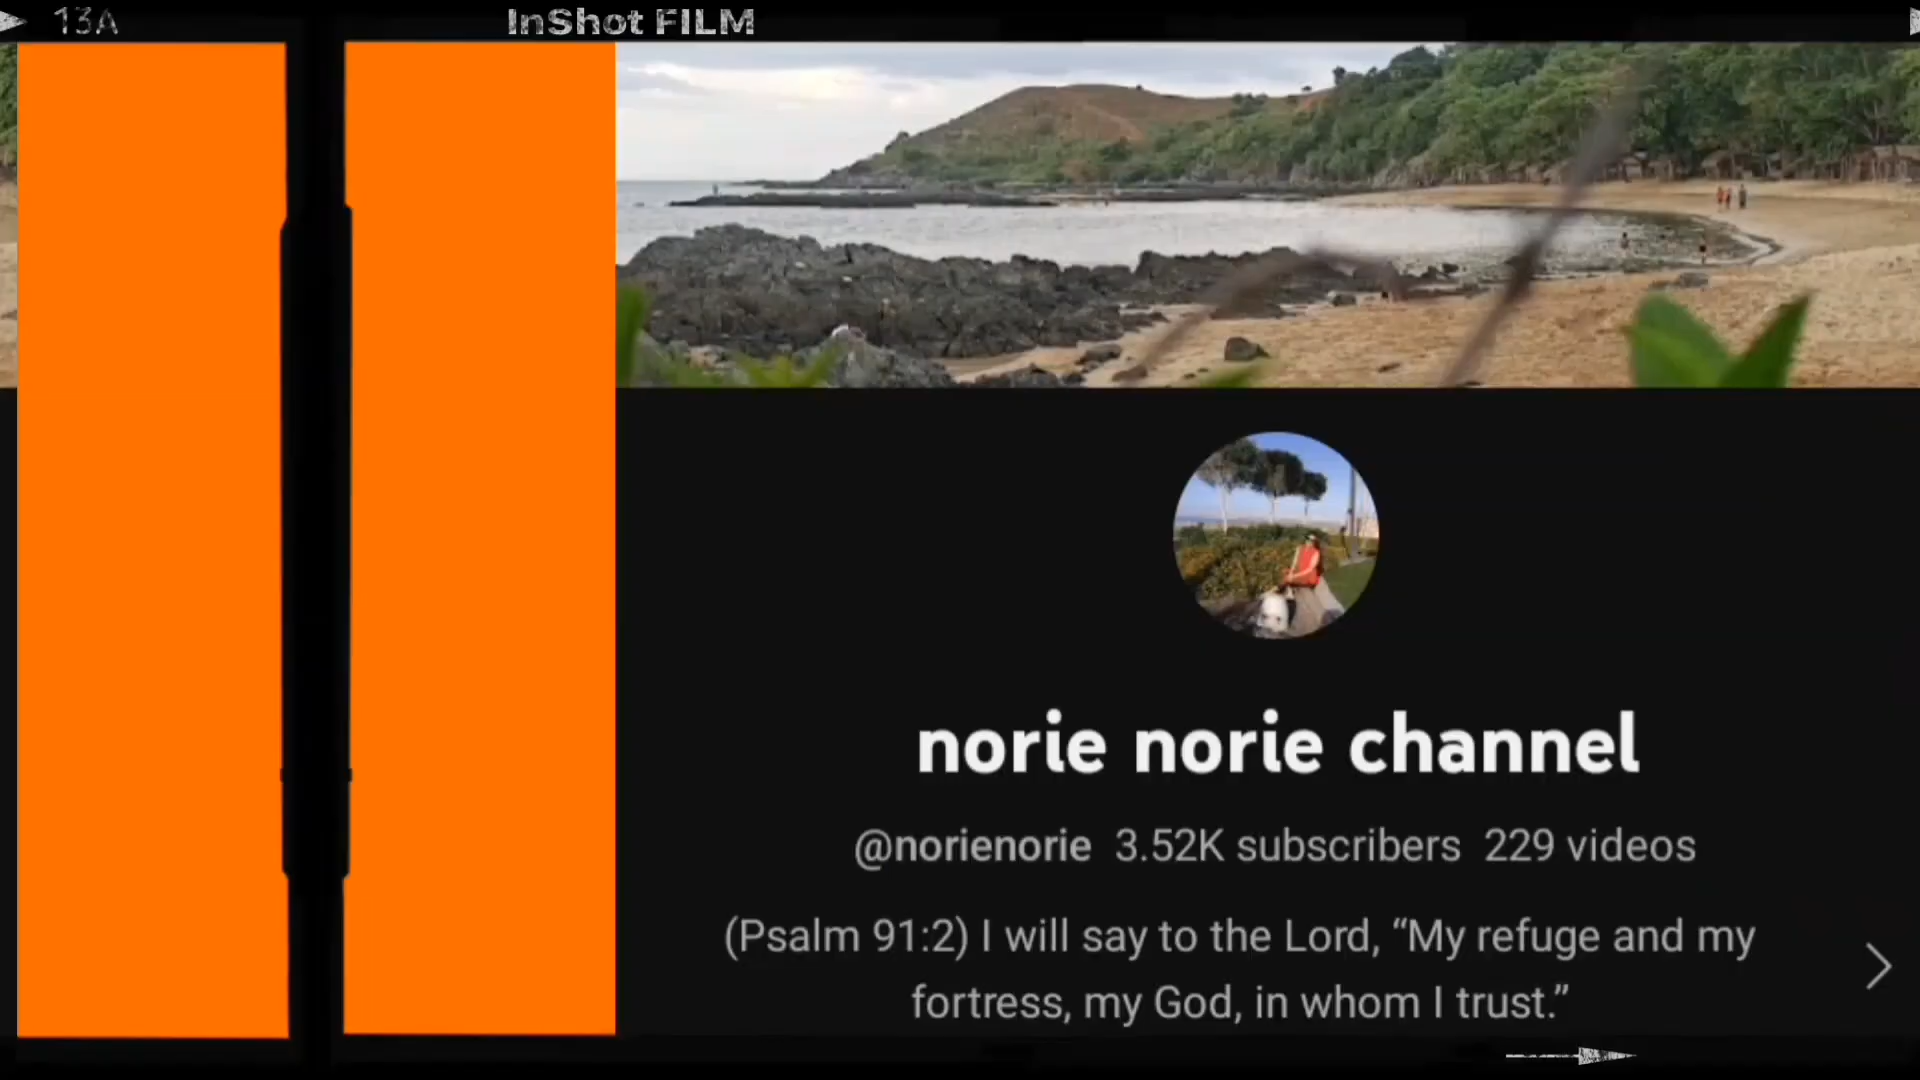 13A InShot FILM
norie norie channel
@norienorie 3.52K subscribers 229 videos
(Psalm 91:2) I will say to the Lord, “My refuge and my
fortress, my God, in whom I trust.”